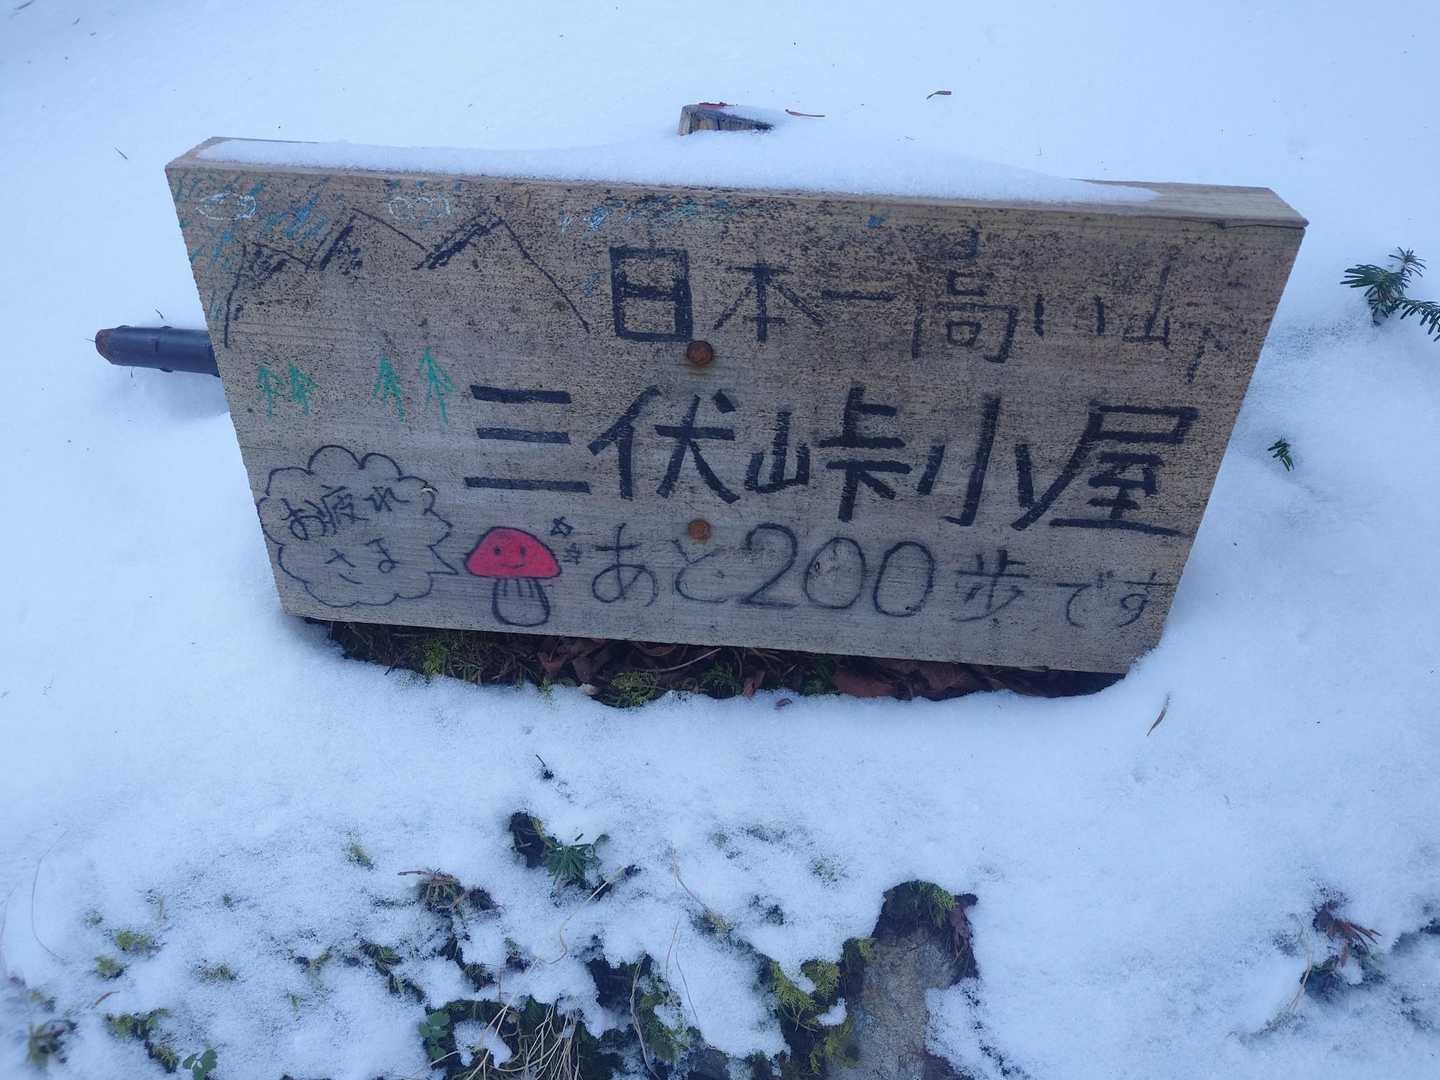 日本一高い峠
三伏峠小屋
お疲れ
さま
あと200歩です